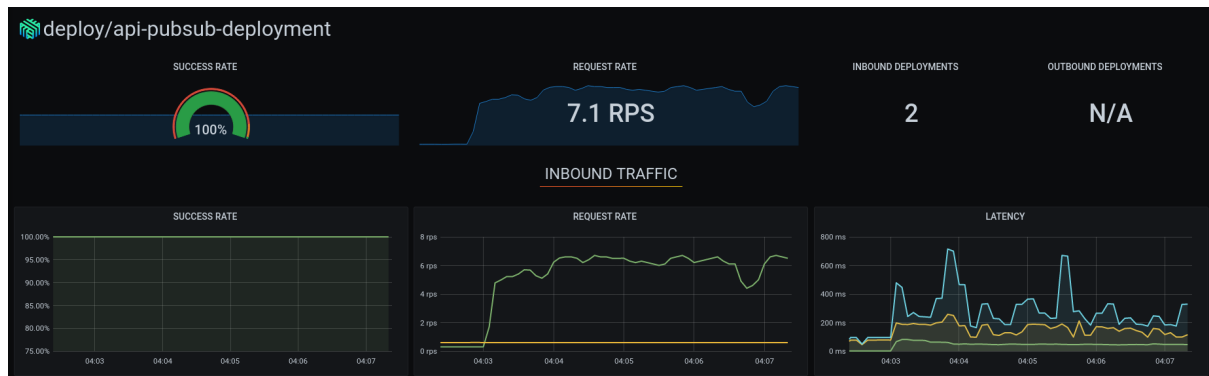 deploy/api-pubsub-deployment
SUCCESS RATE
100%
REQUEST RATE
7.1 RPS
INBOUND DEPLOYMENTS
2
OUTBOUND DEPLOYMENTS
N/A
INBOUND TRAFFIC
SUCCESS RATE
100.00%
95.00%
90.00%
85.00%
80.00%
75.00%
04:03 04:04 04:05 04:06 04:07
REQUEST RATE
8 rps
6 rps
4 rps
2 rps
0 rps
04:03 04:04 04:05 04:06 04:07
LATENCY
800 ms
600 ms
400 ms
200 ms
0 ms
04:03 04:04 04:05 04:06 04:07